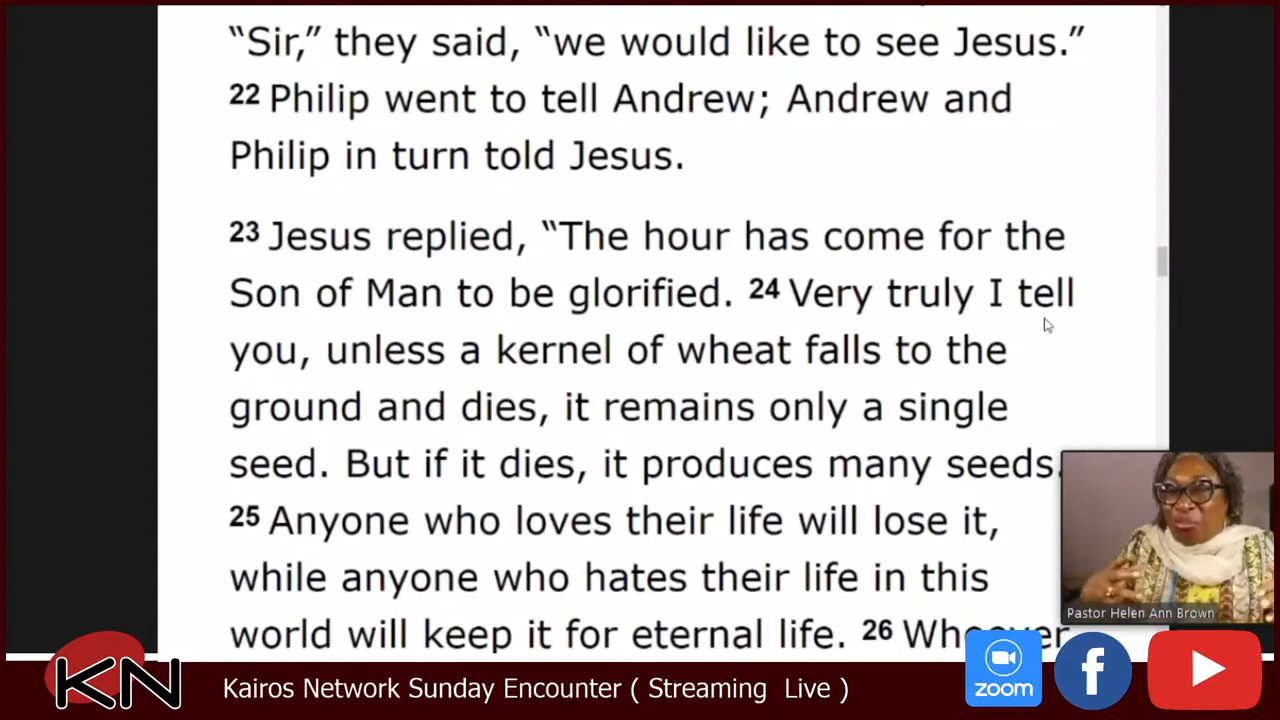 “Sir,” they said, “we would like to see Jesus.”
22 Philip went to tell Andrew; Andrew and
Philip in turn told Jesus.
23 Jesus replied, “The hour has come for the
Son of Man to be glorified. 24 Very truly I tell
you, unless a kernel of wheat falls to the
ground and dies, it remains only a single
seed. But if it dies, it produces many seeds.
25 Anyone who loves their life will lose it,
while anyone who hates their life in this
world will keep it for eternal life. 26 Whoever
Pastor Helen Ann Brown
KN
Kairos Network Sunday Encounter ( Streaming Live )
zoom
f